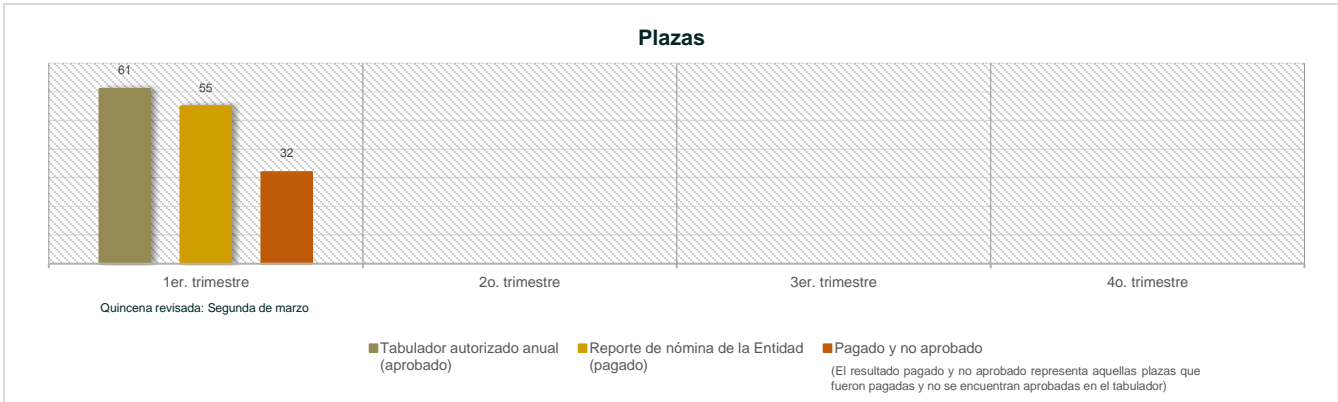 Plazas
61
55
32
1er. trimestre
2o. trimestre
3er. trimestre
4o. trimestre
Quincena revisada: Segunda de marzo
Tabulador autorizado anual
(aprobado)
Reporte de nómina de la Entidad
(pagado)
Pagado y no aprobado
(El resultado pagado y no aprobado representa aquellas plazas que
fueron pagadas y no se encuentran aprobadas en el tabulador)